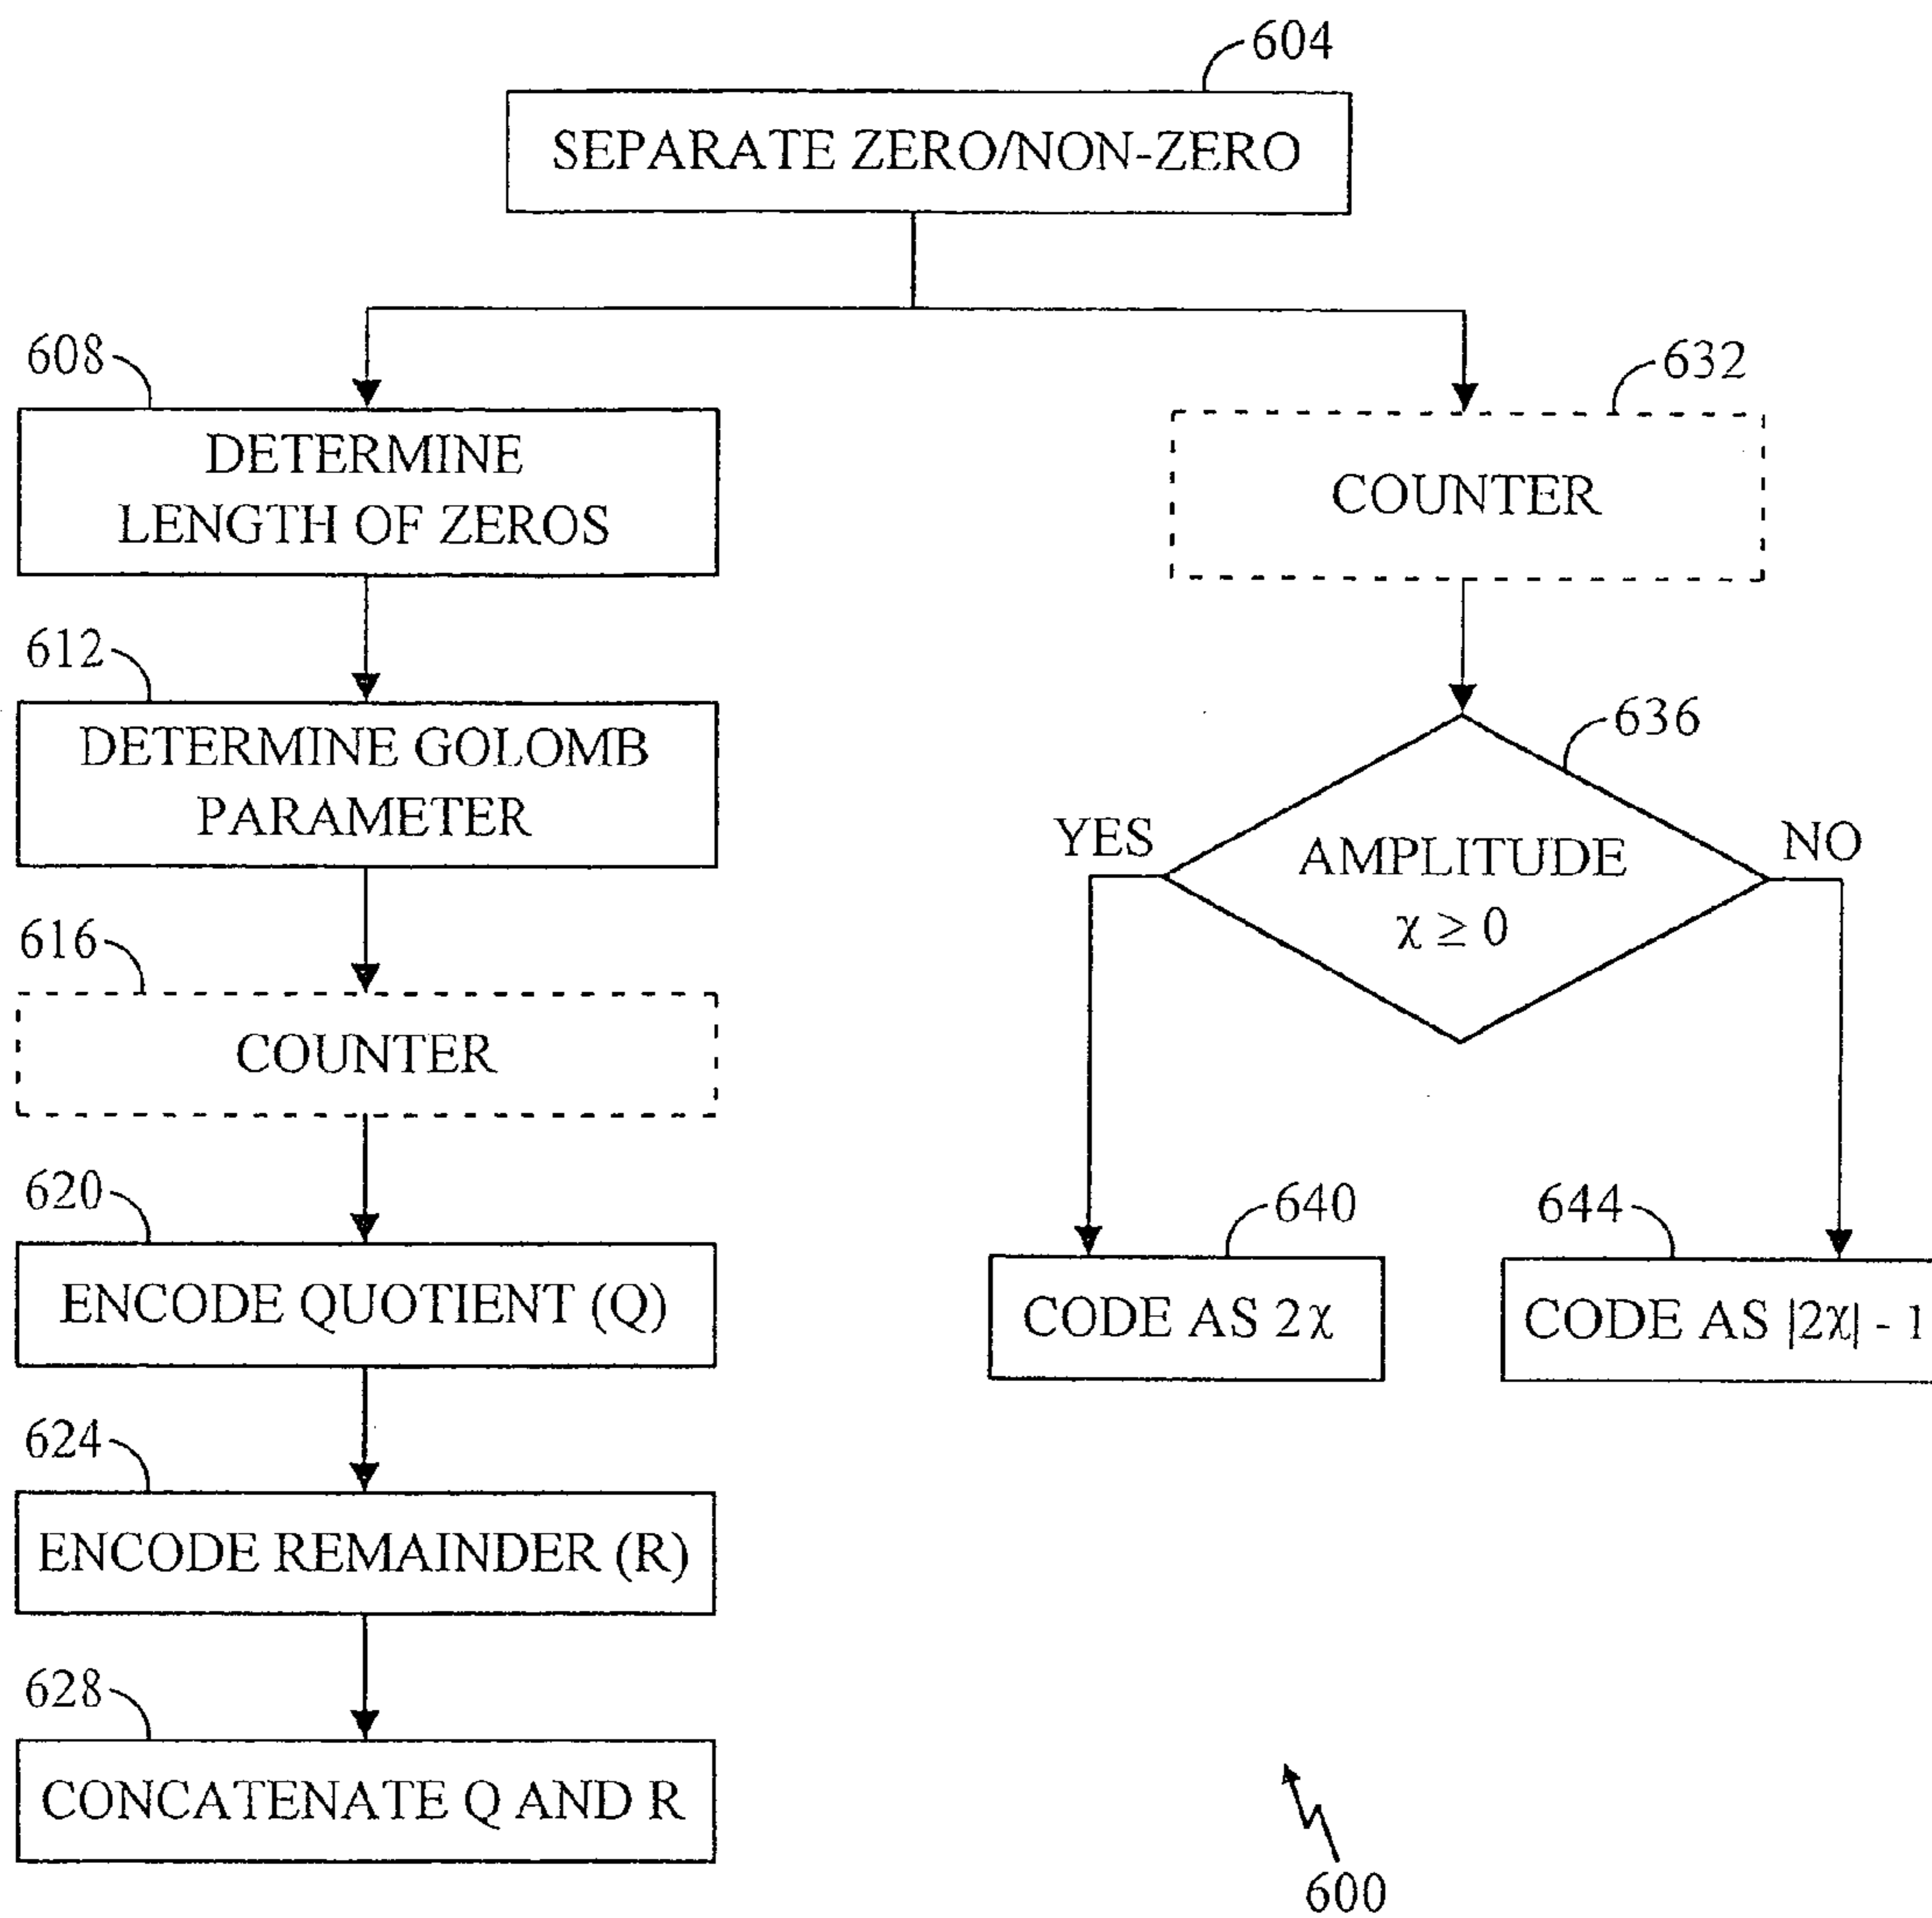 604
SEPARATE ZERO/NON-ZERO
608
DETERMINE
LENGTH OF ZEROS
612
DETERMINE GOLOMB
PARAMETER
616
COUNTER
620
ENCODE QUOTIENT (Q)
624
ENCODE REMAINDER (R)
628
CONCATENATE Q AND R
632
COUNTER
636
AMPLITUDE
χ ≥ 0
YES
NO
640
CODE AS 2χ
644
CODE AS |2χ| - 1
600